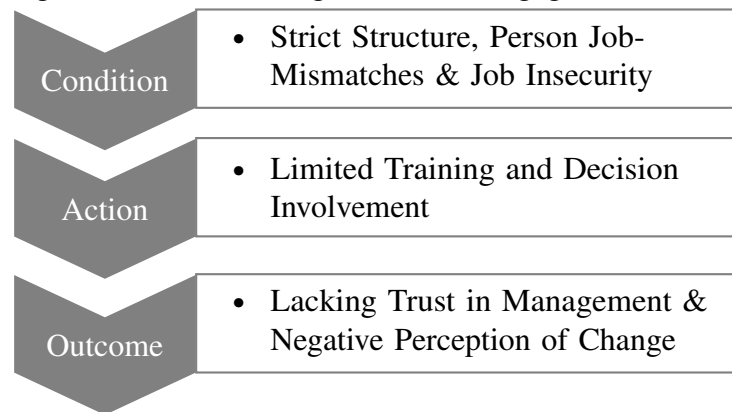 Condition
• Strict Structure, Person Job-
Mismatches & Job Insecurity
Action
• Limited Training and Decision
Involvement
Outcome
• Lacking Trust in Management &
Negative Perception of Change